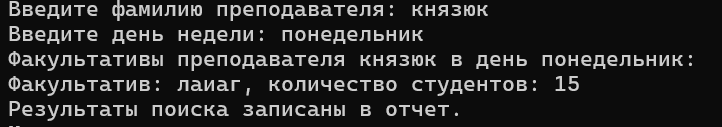 Введите фамилию преподавателя: князюк
Введите день недели: понедельник
Факультативы преподавателя князюк в день понедельник:
Факультатив: лаиаг, количество студентов: 15
Результаты поиска записаны в отчет.